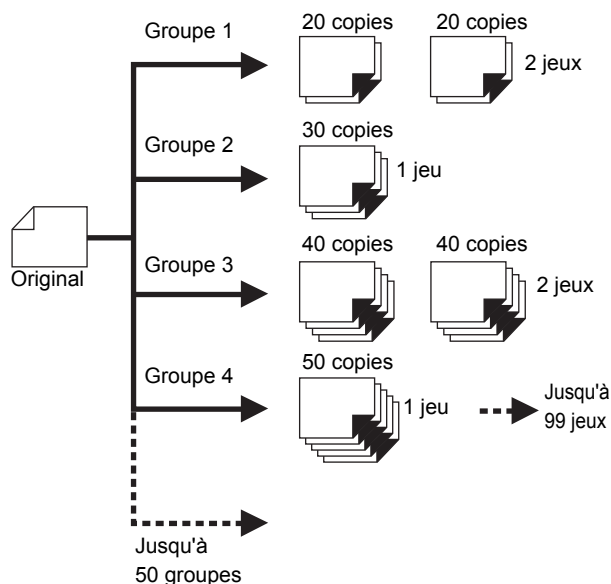 Groupe 1
20 copies
20 copies
2 jeux
Groupe 2
30 copies
1 jeu
Original
Groupe 3
40 copies
40 copies
2 jeux
Groupe 4
50 copies
1 jeu
Jusqu'à
99 jeux
Jusqu'à
50 groupes